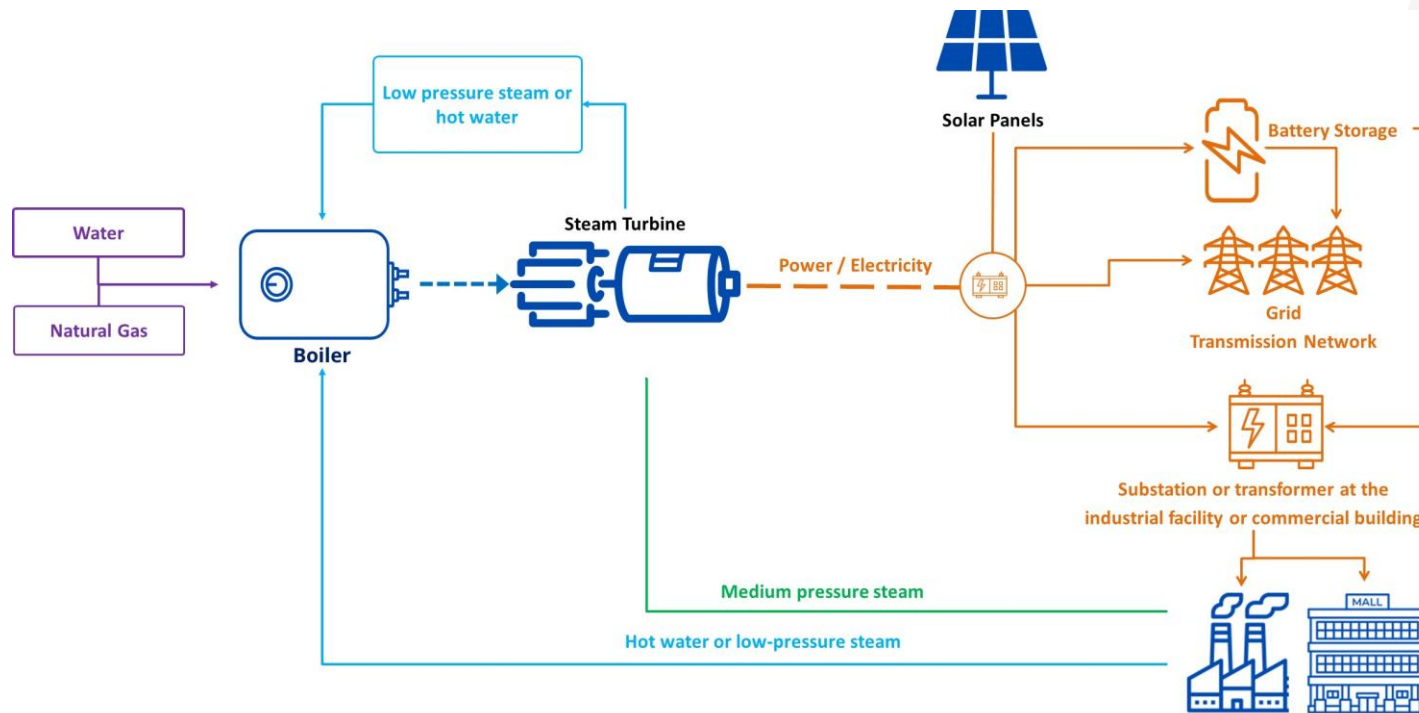 Low pressure steam or
hot water
Solar Panels
Battery Storage
Water
Steam Turbine
Power / Electricity
Natural Gas
Boiler
Grid
Transmission Network
Substation or transformer at the
industrial facility or commercial building
Medium pressure steam
MALL
Hot water or low-pressure steam